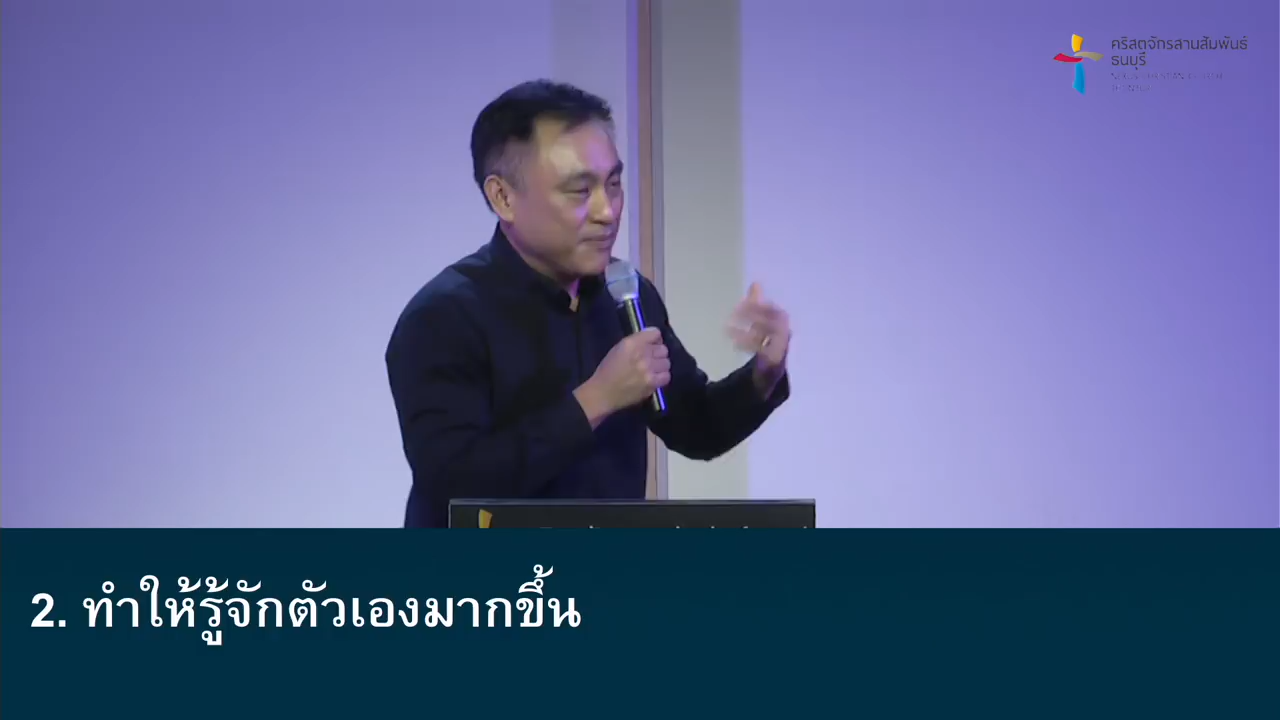 คริสตจักรสานสัมพันธ์
ธนบุรี
2. ทำให้รู้จักตัวเองมากขึ้น